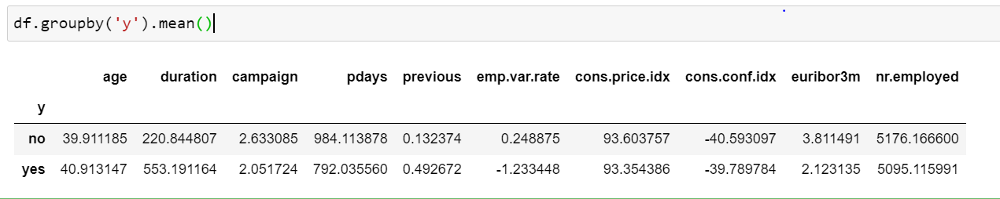 df.groupby('y').mean()
age duration campaign pdays previous emp.var.rate cons.price.idx cons.conf.idx euribor3m nr.employed
y
no 39.911185 220.844807 2.633085 984.113878 0.132374 0.248875 93.603757 -40.593097 3.811491 5176.166600
yes 40.913147 553.191164 2.051724 792.035560 0.492672 -1.233448 93.354386 -39.789784 2.123135 5095.115991